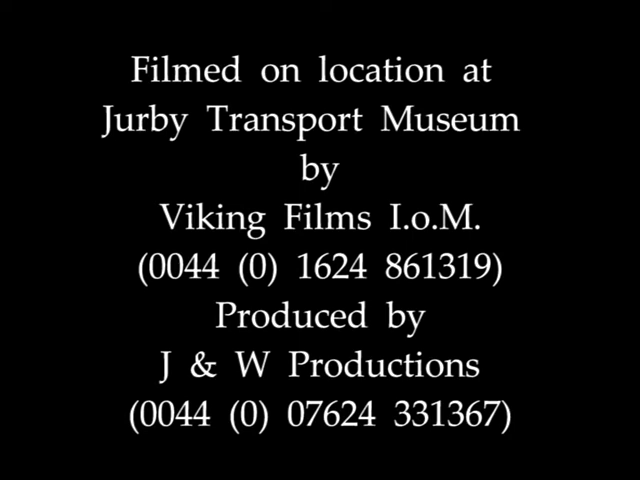 Filmed on location at
Jurby Transport Museum
by
Viking Films I.o.M.
(0044 (0) 1624 861319)
Produced by
J & W Productions
(0044 (0) 07624 331367)